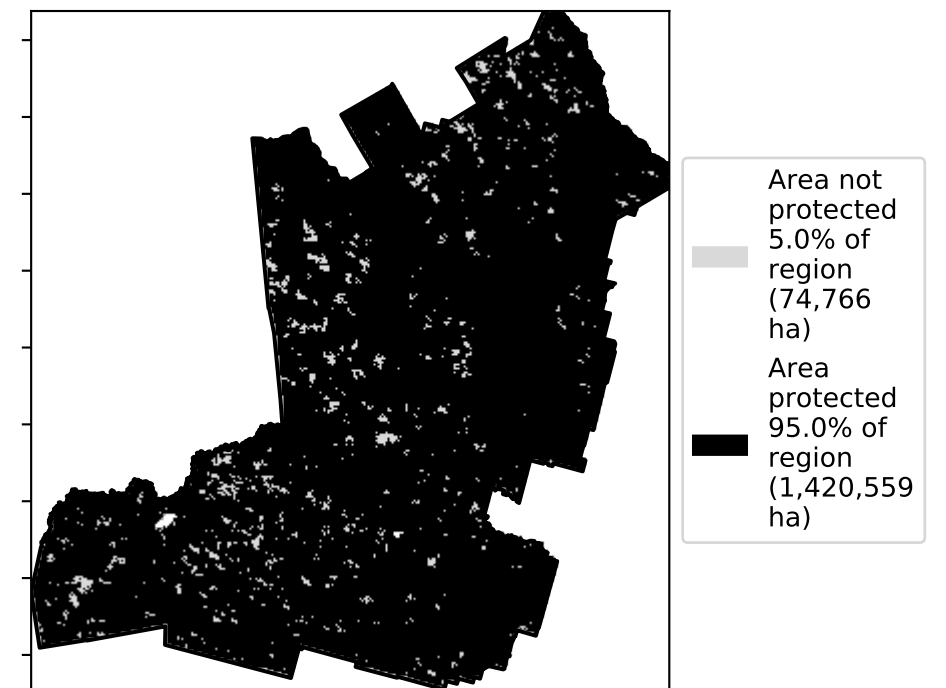 Area not
protected
5.0% of
region
(74,766
ha)
Area
protected
95.0% of
region
(1,420,559
ha)